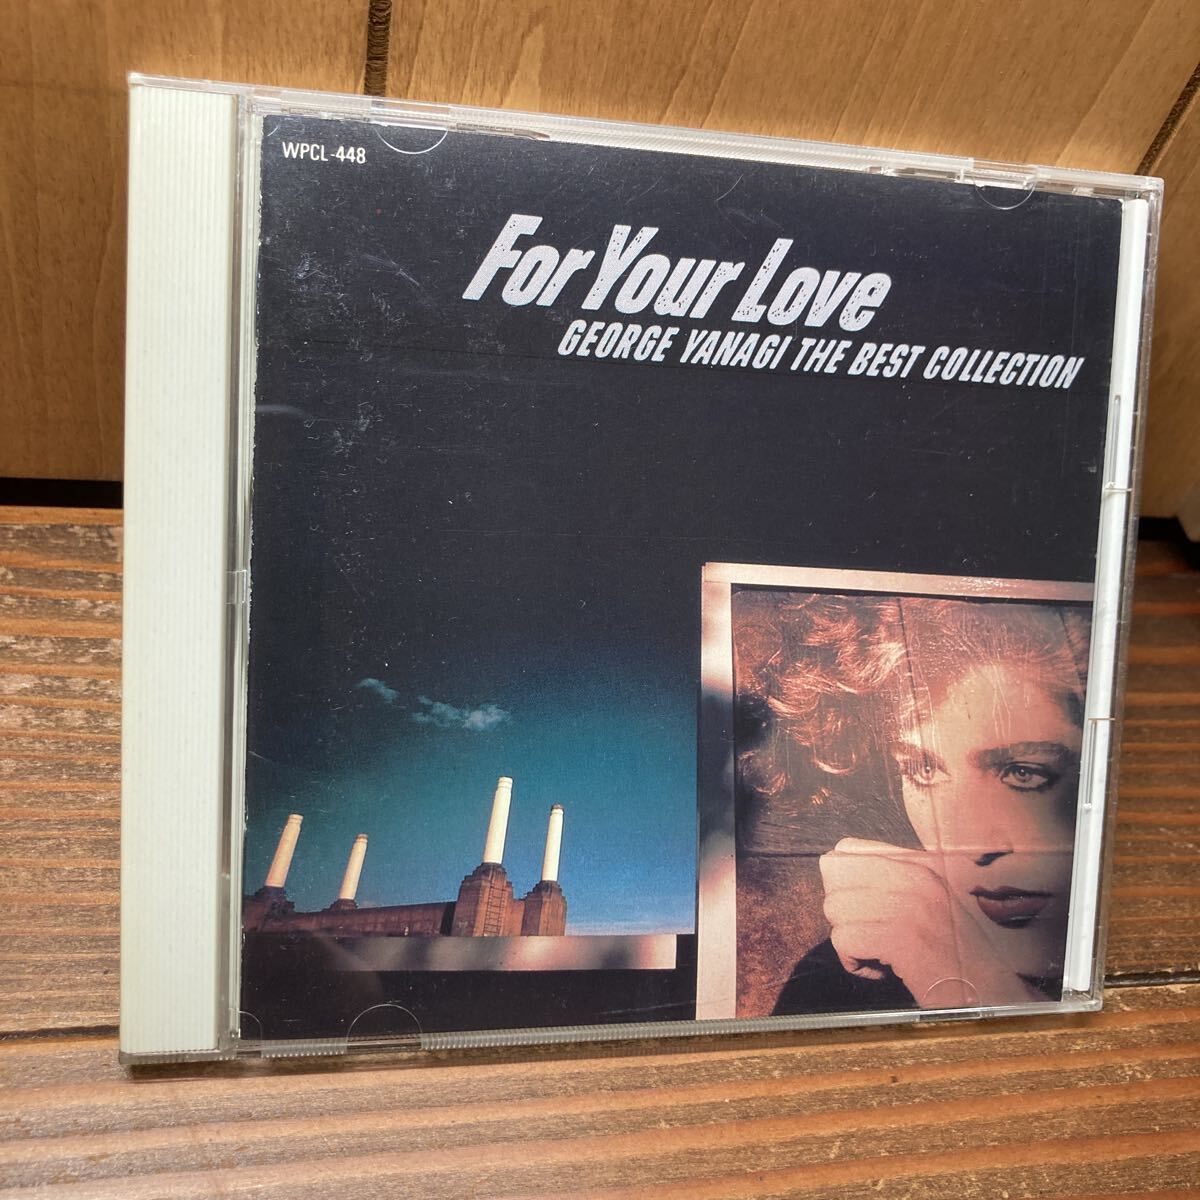 WPCL-448
For Your Love
GEORGE YANAGI THE BEST COLLECTION